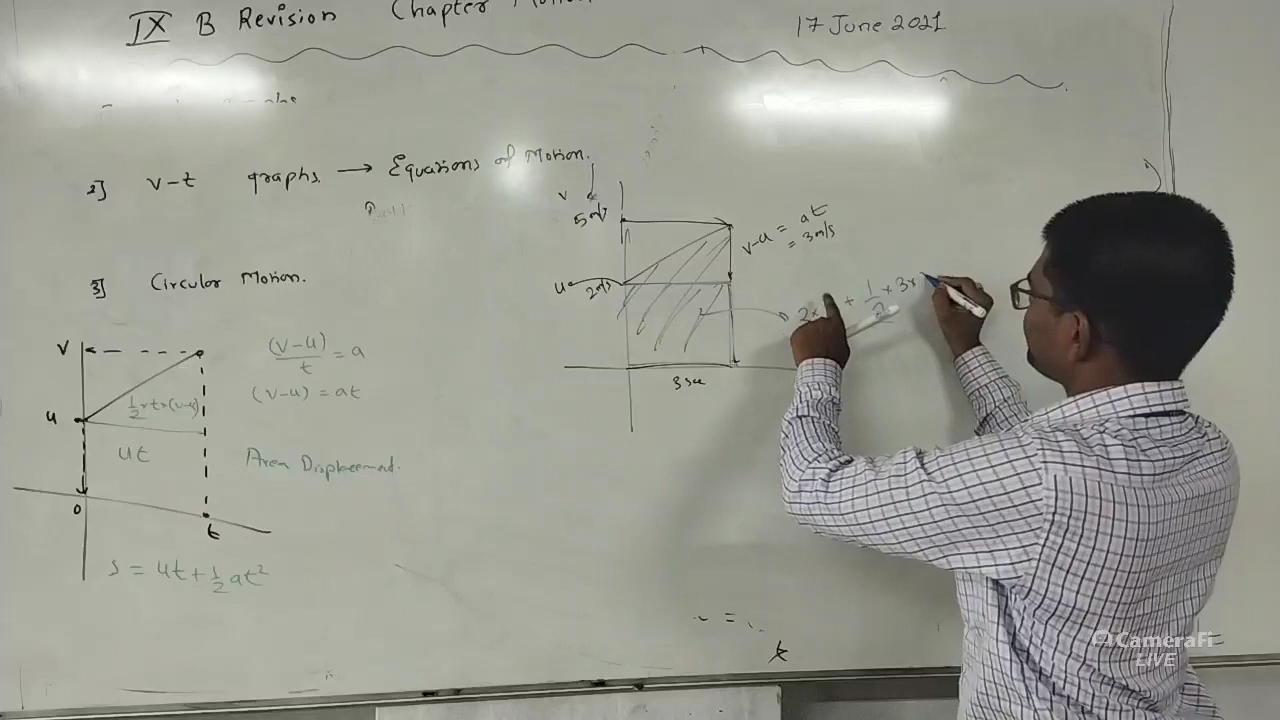 IX B Revision Chapter Motion
17 June 2021
2] v-t graphs. → Equations of Motion.
3] Circular Motion.
v
5m/s
v-u = at
= 3m/s
u
2m/s
2x + 1/2 x 3x
3 sec
v
u
1/2 x t x (v-u)
ut
0
t
(v-u)/t = a
(v-u) = at
Area Displacement.
s = ut + 1/2 at²
CameraFi
LIVE